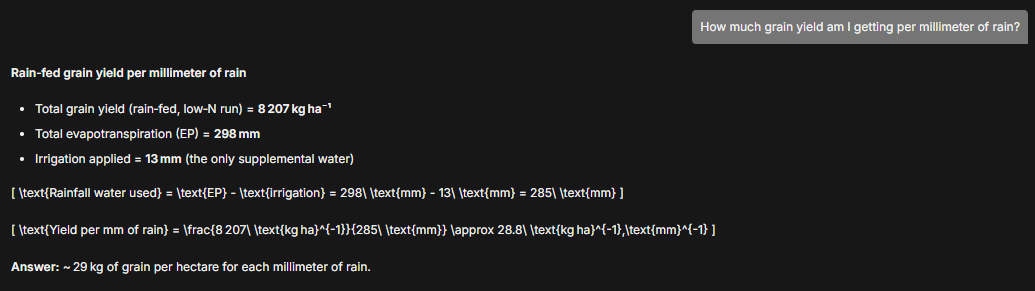 How much grain yield am I getting per millimeter of rain?
Rain-fed grain yield per millimeter of rain
• Total grain yield (rain-fed, low-N run) = 8 207 kg ha⁻¹
• Total evapotranspiration (EP) = 298 mm
• Irrigation applied = 13 mm (the only supplemental water)
[ \text{Rainfall water used} = \text{EP} - \text{irrigation} = 298\ \text{mm} - 13\ \text{mm} = 285\ \text{mm} ]
[ \text{Yield per mm of rain} = \frac{8 207\ \text{kg ha}^{-1}}{285\ \text{mm}} \approx 28.8\ \text{kg ha}^{-1},\text{mm}^{-1} ]
Answer: ~ 29 kg of grain per hectare for each millimeter of rain.